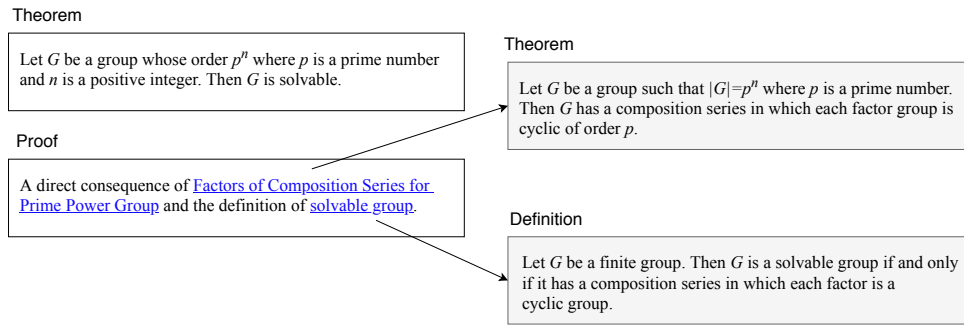 Theorem
Let G be a group whose order pⁿ where p is a prime number
and n is a positive integer. Then G is solvable.
Proof
A direct consequence of Factors of Composition Series for
Prime Power Group and the definition of solvable group.
Theorem
Let G be a group such that |G|=pⁿ where p is a prime number.
Then G has a composition series in which each factor group is
cyclic of order p.
Definition
Let G be a finite group. Then G is a solvable group if and only
if it has a composition series in which each factor is a
cyclic group.